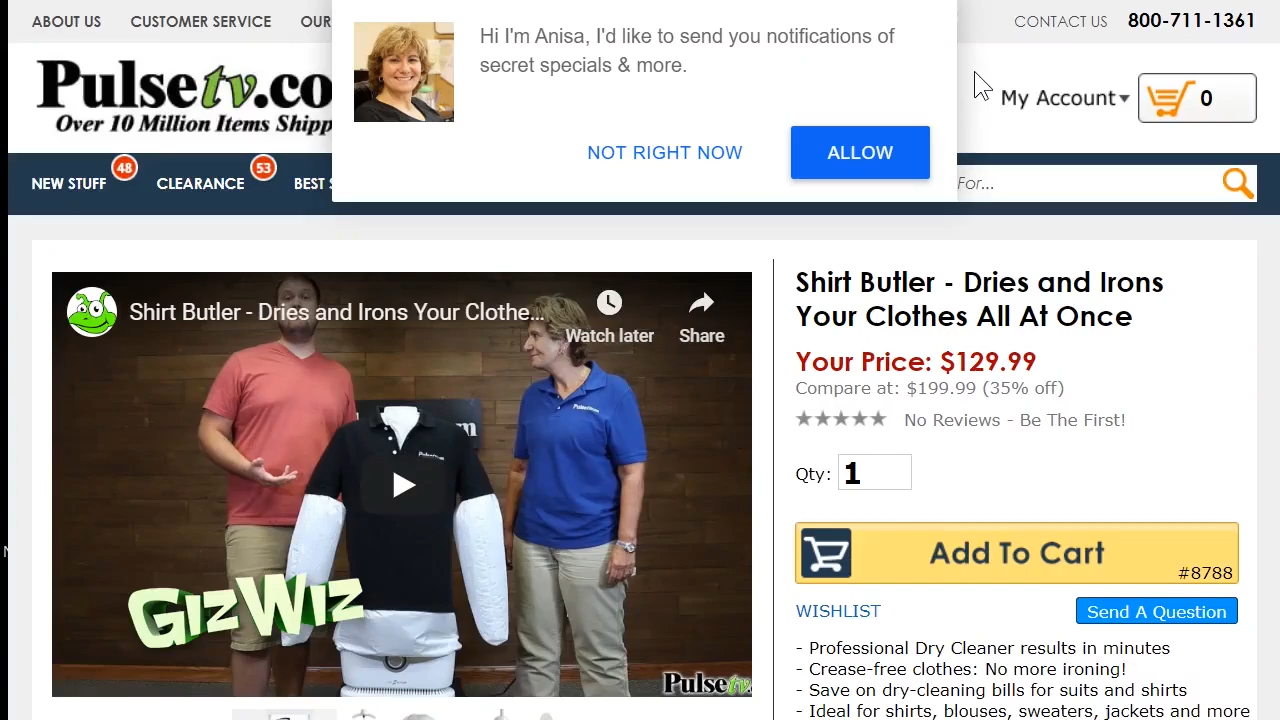 ABOUT US CUSTOMER SERVICE OUR
CONTACT US 800-711-1361
Hi I'm Anisa, I'd like to send you notifications of
secret specials & more.
NOT RIGHT NOW ALLOW
Pulsetv.co
Over 10 Million Items Shipp
My Account 0
NEW STUFF 48 CLEARANCE 53 BEST S
For...
Shirt Butler - Dries and Irons Your Clothe...
Watch later Share
Pulsetv.com
m
Pulsetv.com
GizWiz
Pulsetv.
Shirt Butler - Dries and Irons
Your Clothes All At Once
Your Price: $129.99
Compare at: $199.99 (35% off)
No Reviews - Be The First!
Qty: 1
Add To Cart
#8788
WISHLIST Send A Question
- Professional Dry Cleaner results in minutes
- Crease-free clothes: No more ironing!
- Save on dry-cleaning bills for suits and shirts
- Ideal for shirts, blouses, sweaters, jackets and more